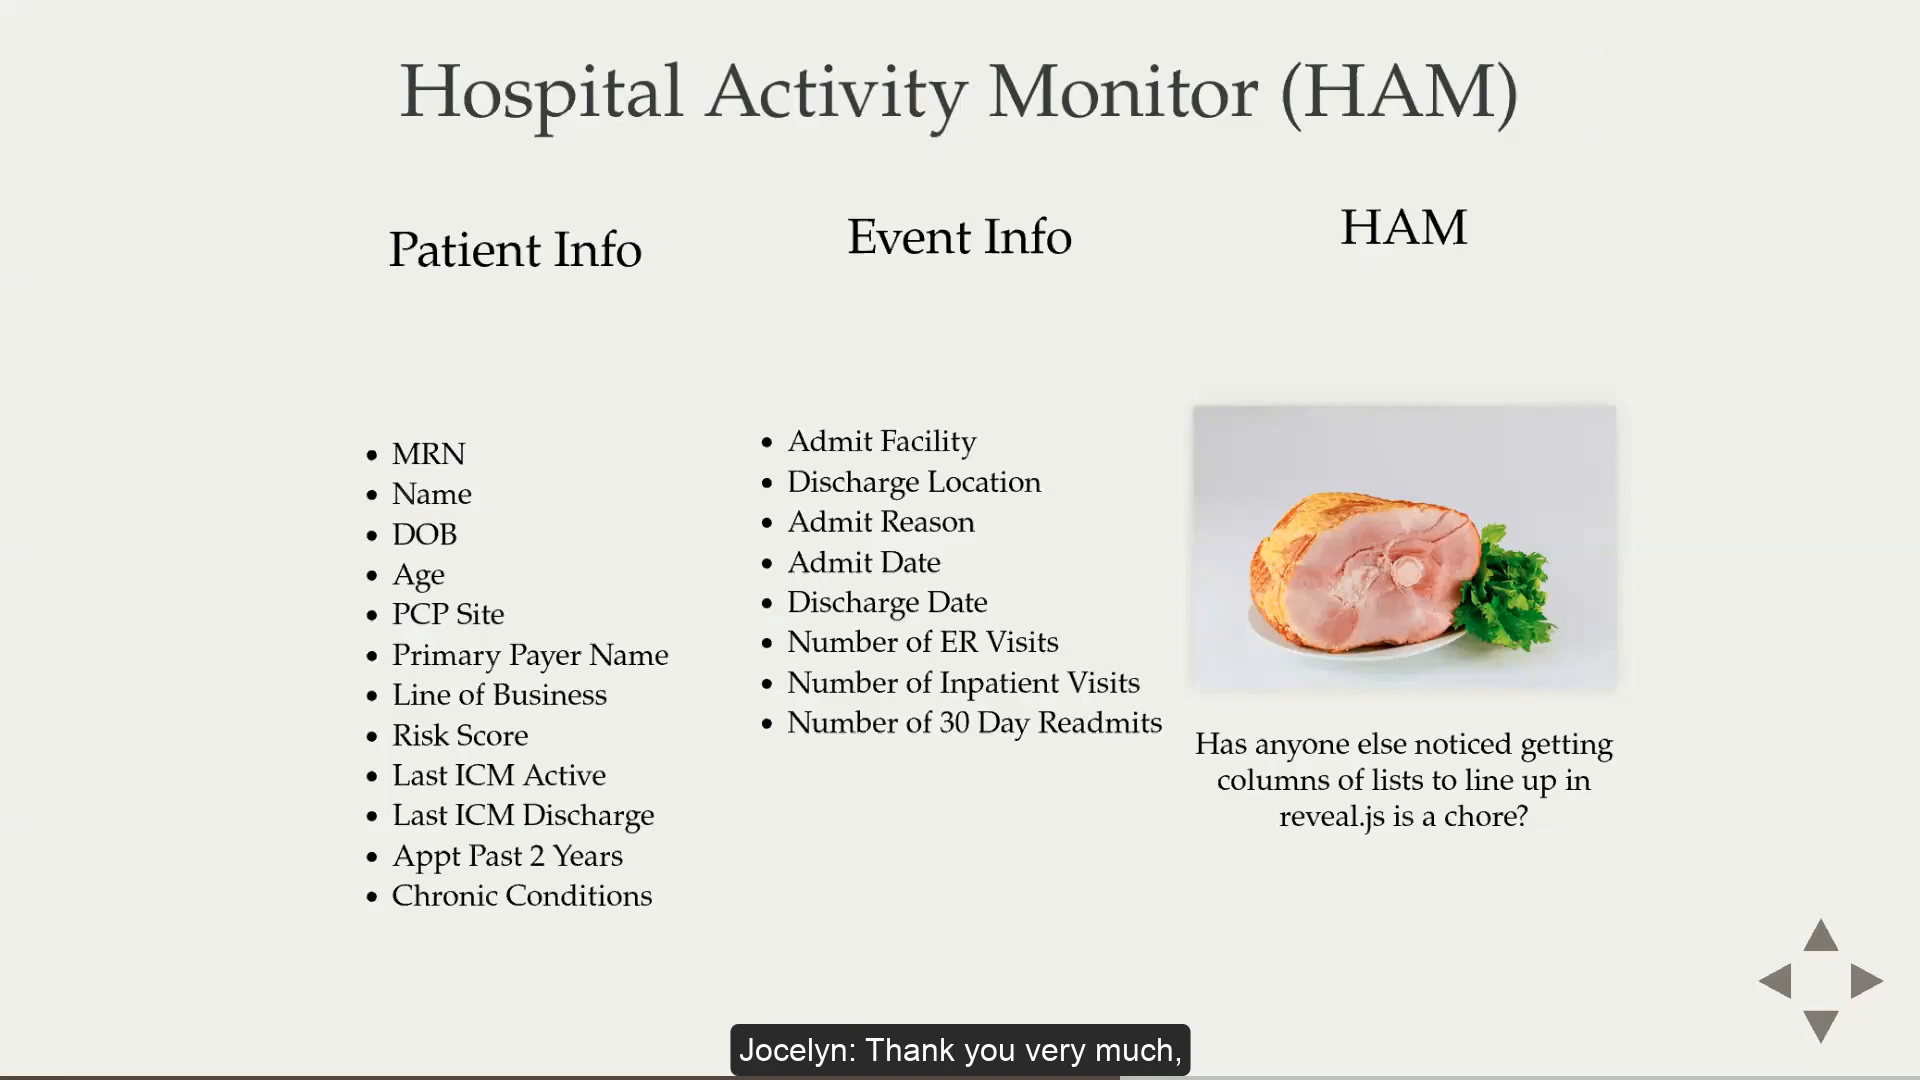 Hospital Activity Monitor (HAM)
Patient Info
MRN
Name
DOB
Age
PCP Site
Primary Payer Name
Line of Business
Risk Score
Last ICM Active
Last ICM Discharge
Appt Past 2 Years
Chronic Conditions
Event Info
Admit Facility
Discharge Location
Admit Reason
Admit Date
Discharge Date
Number of ER Visits
Number of Inpatient Visits
Number of 30 Day Readmits
HAM
Has anyone else noticed getting
columns of lists to line up in
reveal.js is a chore?
Jocelyn: Thank you very much,